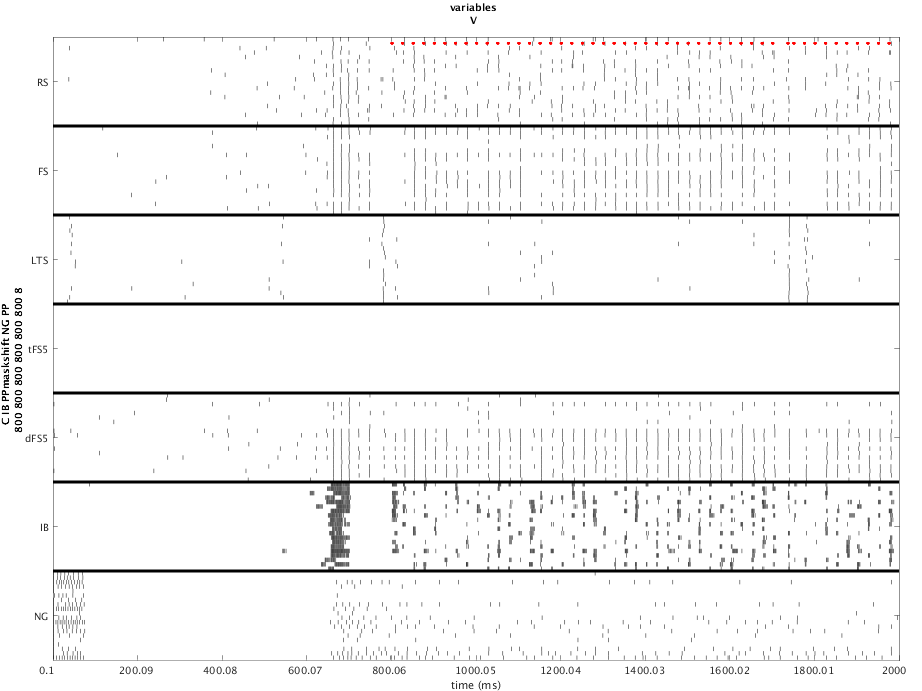 variables
V
RS
FS
LTS
tFS5
dFS5
IB
NG
C IB PPmaskshift NG PP
800 800 800 800 800 800 8
0.1 200.09 400.08 600.07 800.06 1000.05 1200.04 1400.03 1600.02 1800.01 2000
time (ms)